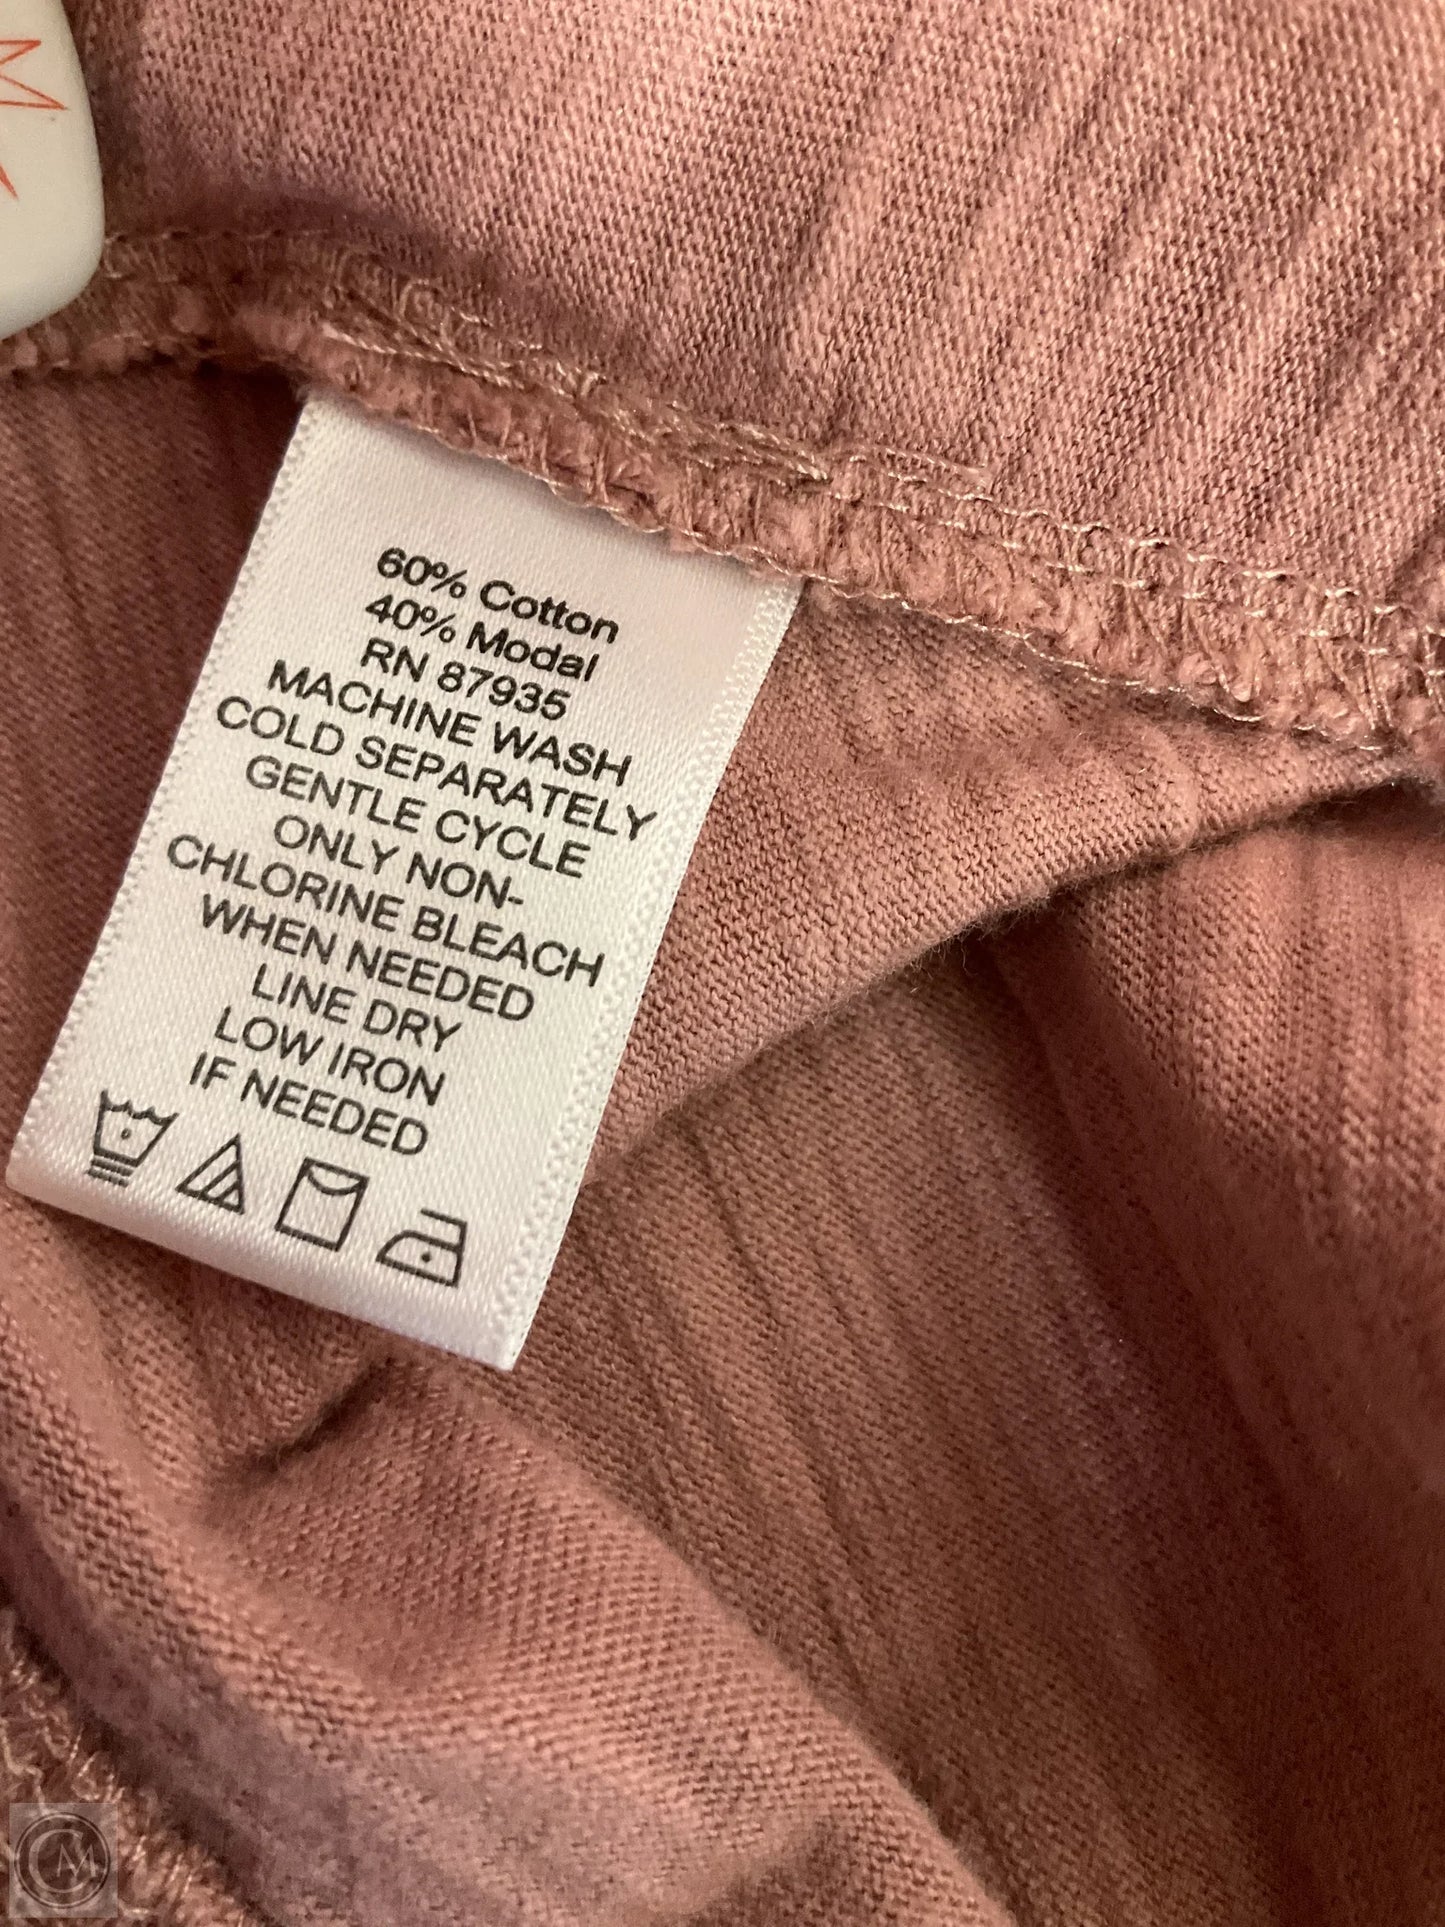 M
60% Cotton
40% Modal
RN 87935
MACHINE WASH
COLD SEPARATELY
GENTLE CYCLE
ONLY NON-
CHLORINE BLEACH
WHEN NEEDED
LINE DRY
LOW IRON
IF NEEDED
CM